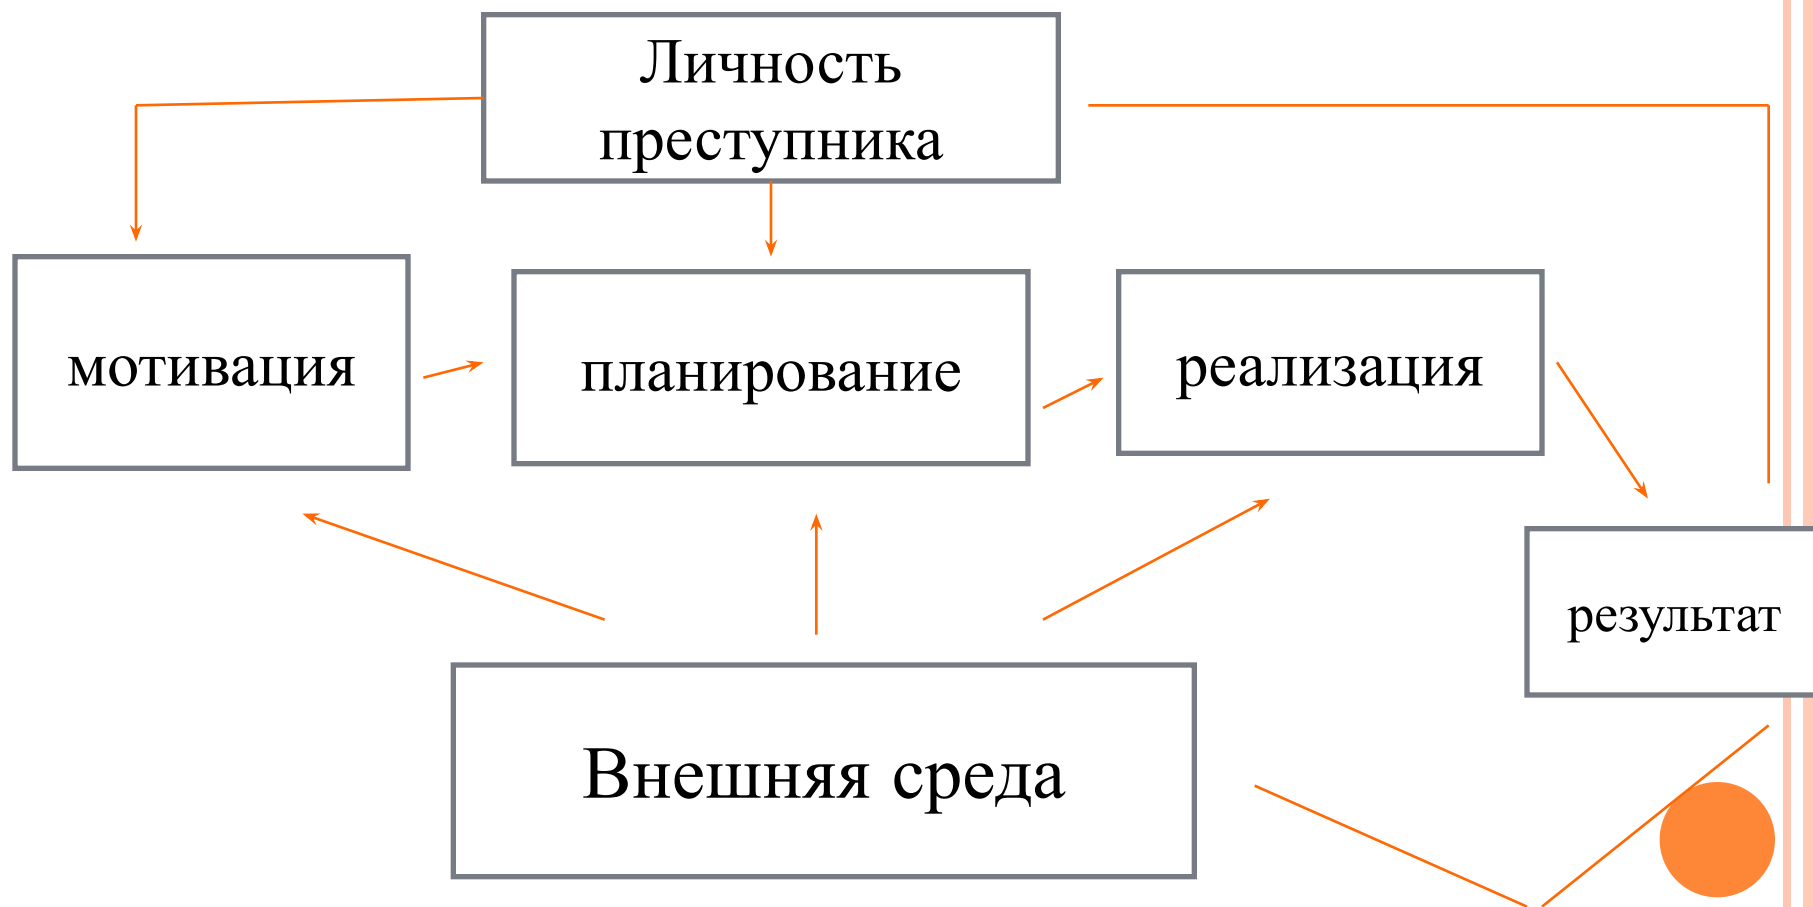 Личность
преступника
мотивация
планирование
реализация
результат
Внешняя среда